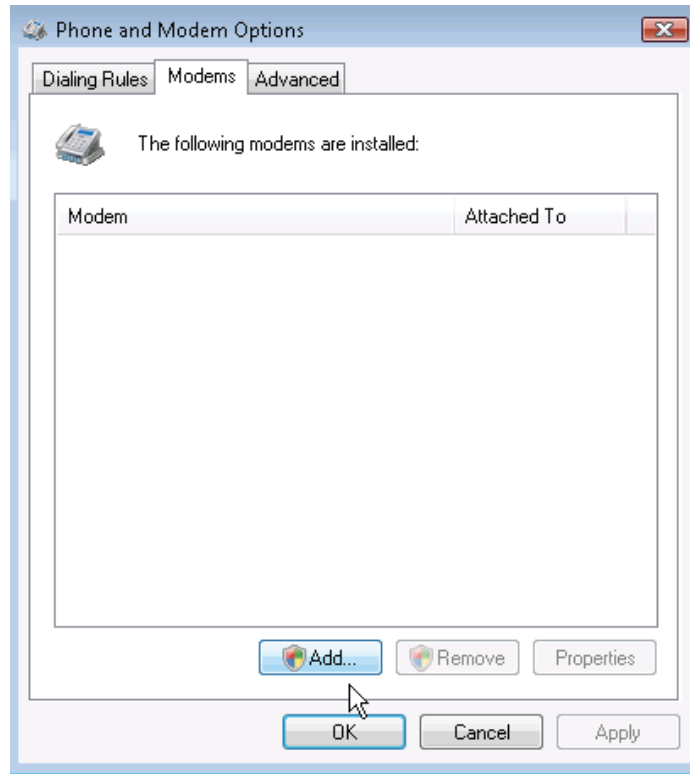 Phone and Modem Options
Dialing Rules Modems Advanced
The following modems are installed:
Modem Attached To
Add... Remove Properties
OK Cancel Apply